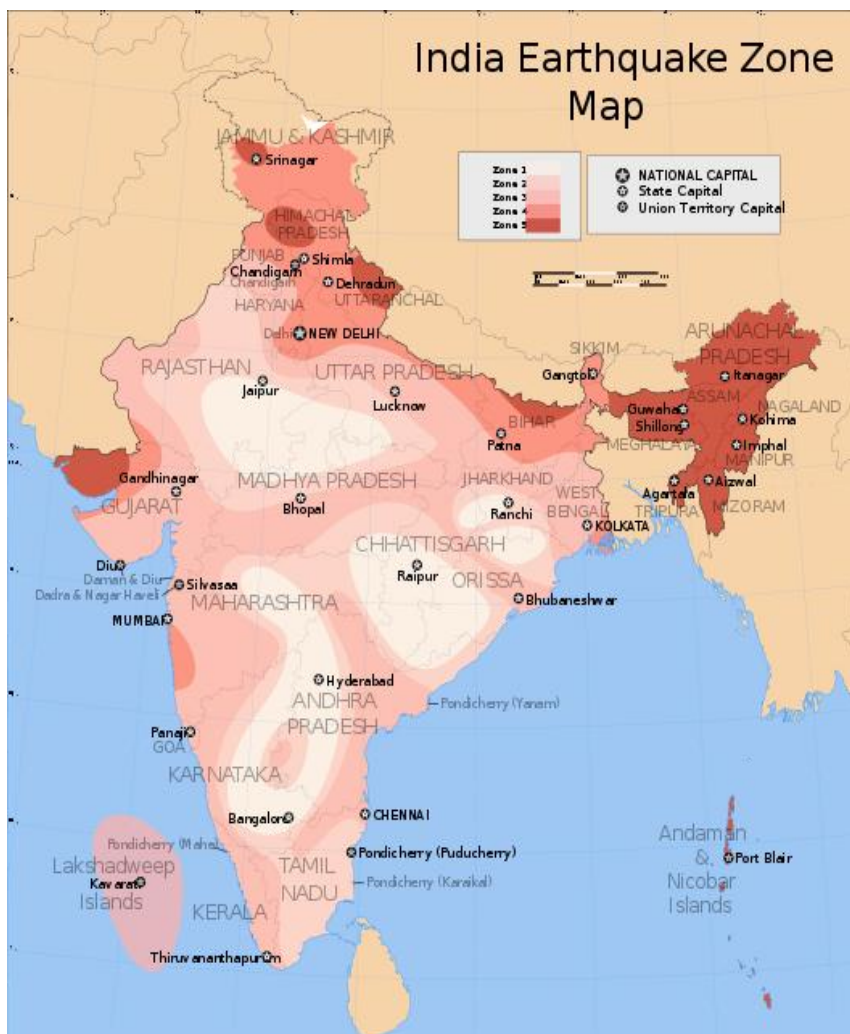 India Earthquake Zone
Map
Zone 1
Zone 2
Zone 3
Zone 4
Zone 5
NATIONAL CAPITAL
State Capital
Union Territory Capital
JAMMU & KASHMIR
Srinagar
HIMACHAL
PRADESH
PUNJAB
Shimla
Chandigarh
Chandigarh
Dehradun
UTTARANCHAL
HARYANA
Delhi
NEW DELHI
ARUNACHAL
PRADESH
SIKKIM
Gangtok
Itanagar
RAJASTHAN
UTTAR PRADESH
Jaipur
Lucknow
ASSAM
NAGALAND
Guwaha
Shillong
Kohima
BIHAR
Patna
MEGHALAYA
Imphal
MANIPUR
Gandhinagar
MADHYA PRADESH
JHARKHAND
Agartala
Aizwal
GUJARAT
Bhopal
WEST
BENGAL
Ranchi
TRIPURA
MIZORAM
KOLKATA
CHHATTISGARH
Diu
Raipur
ORISSA
Daman & Diu
Silvasaa
Dadra & Nagar Haveli
MAHARASHTRA
Bhubaneshwar
MUMBAI
Hyderabad
ANDHRA
PRADESH
Pondicherry (Yanam)
Panaji
GOA
KARNATAKA
Bangalore
CHENNAI
Pondicherry (Mahe)
Andaman
&
Nicobar
Islands
Port Blair
Pondicherry (Puducherry)
Lakshadweep
Islands
Kavarati
TAMIL
NADU
Pondicherry (Karaikal)
KERALA
Thiruvananthapuram